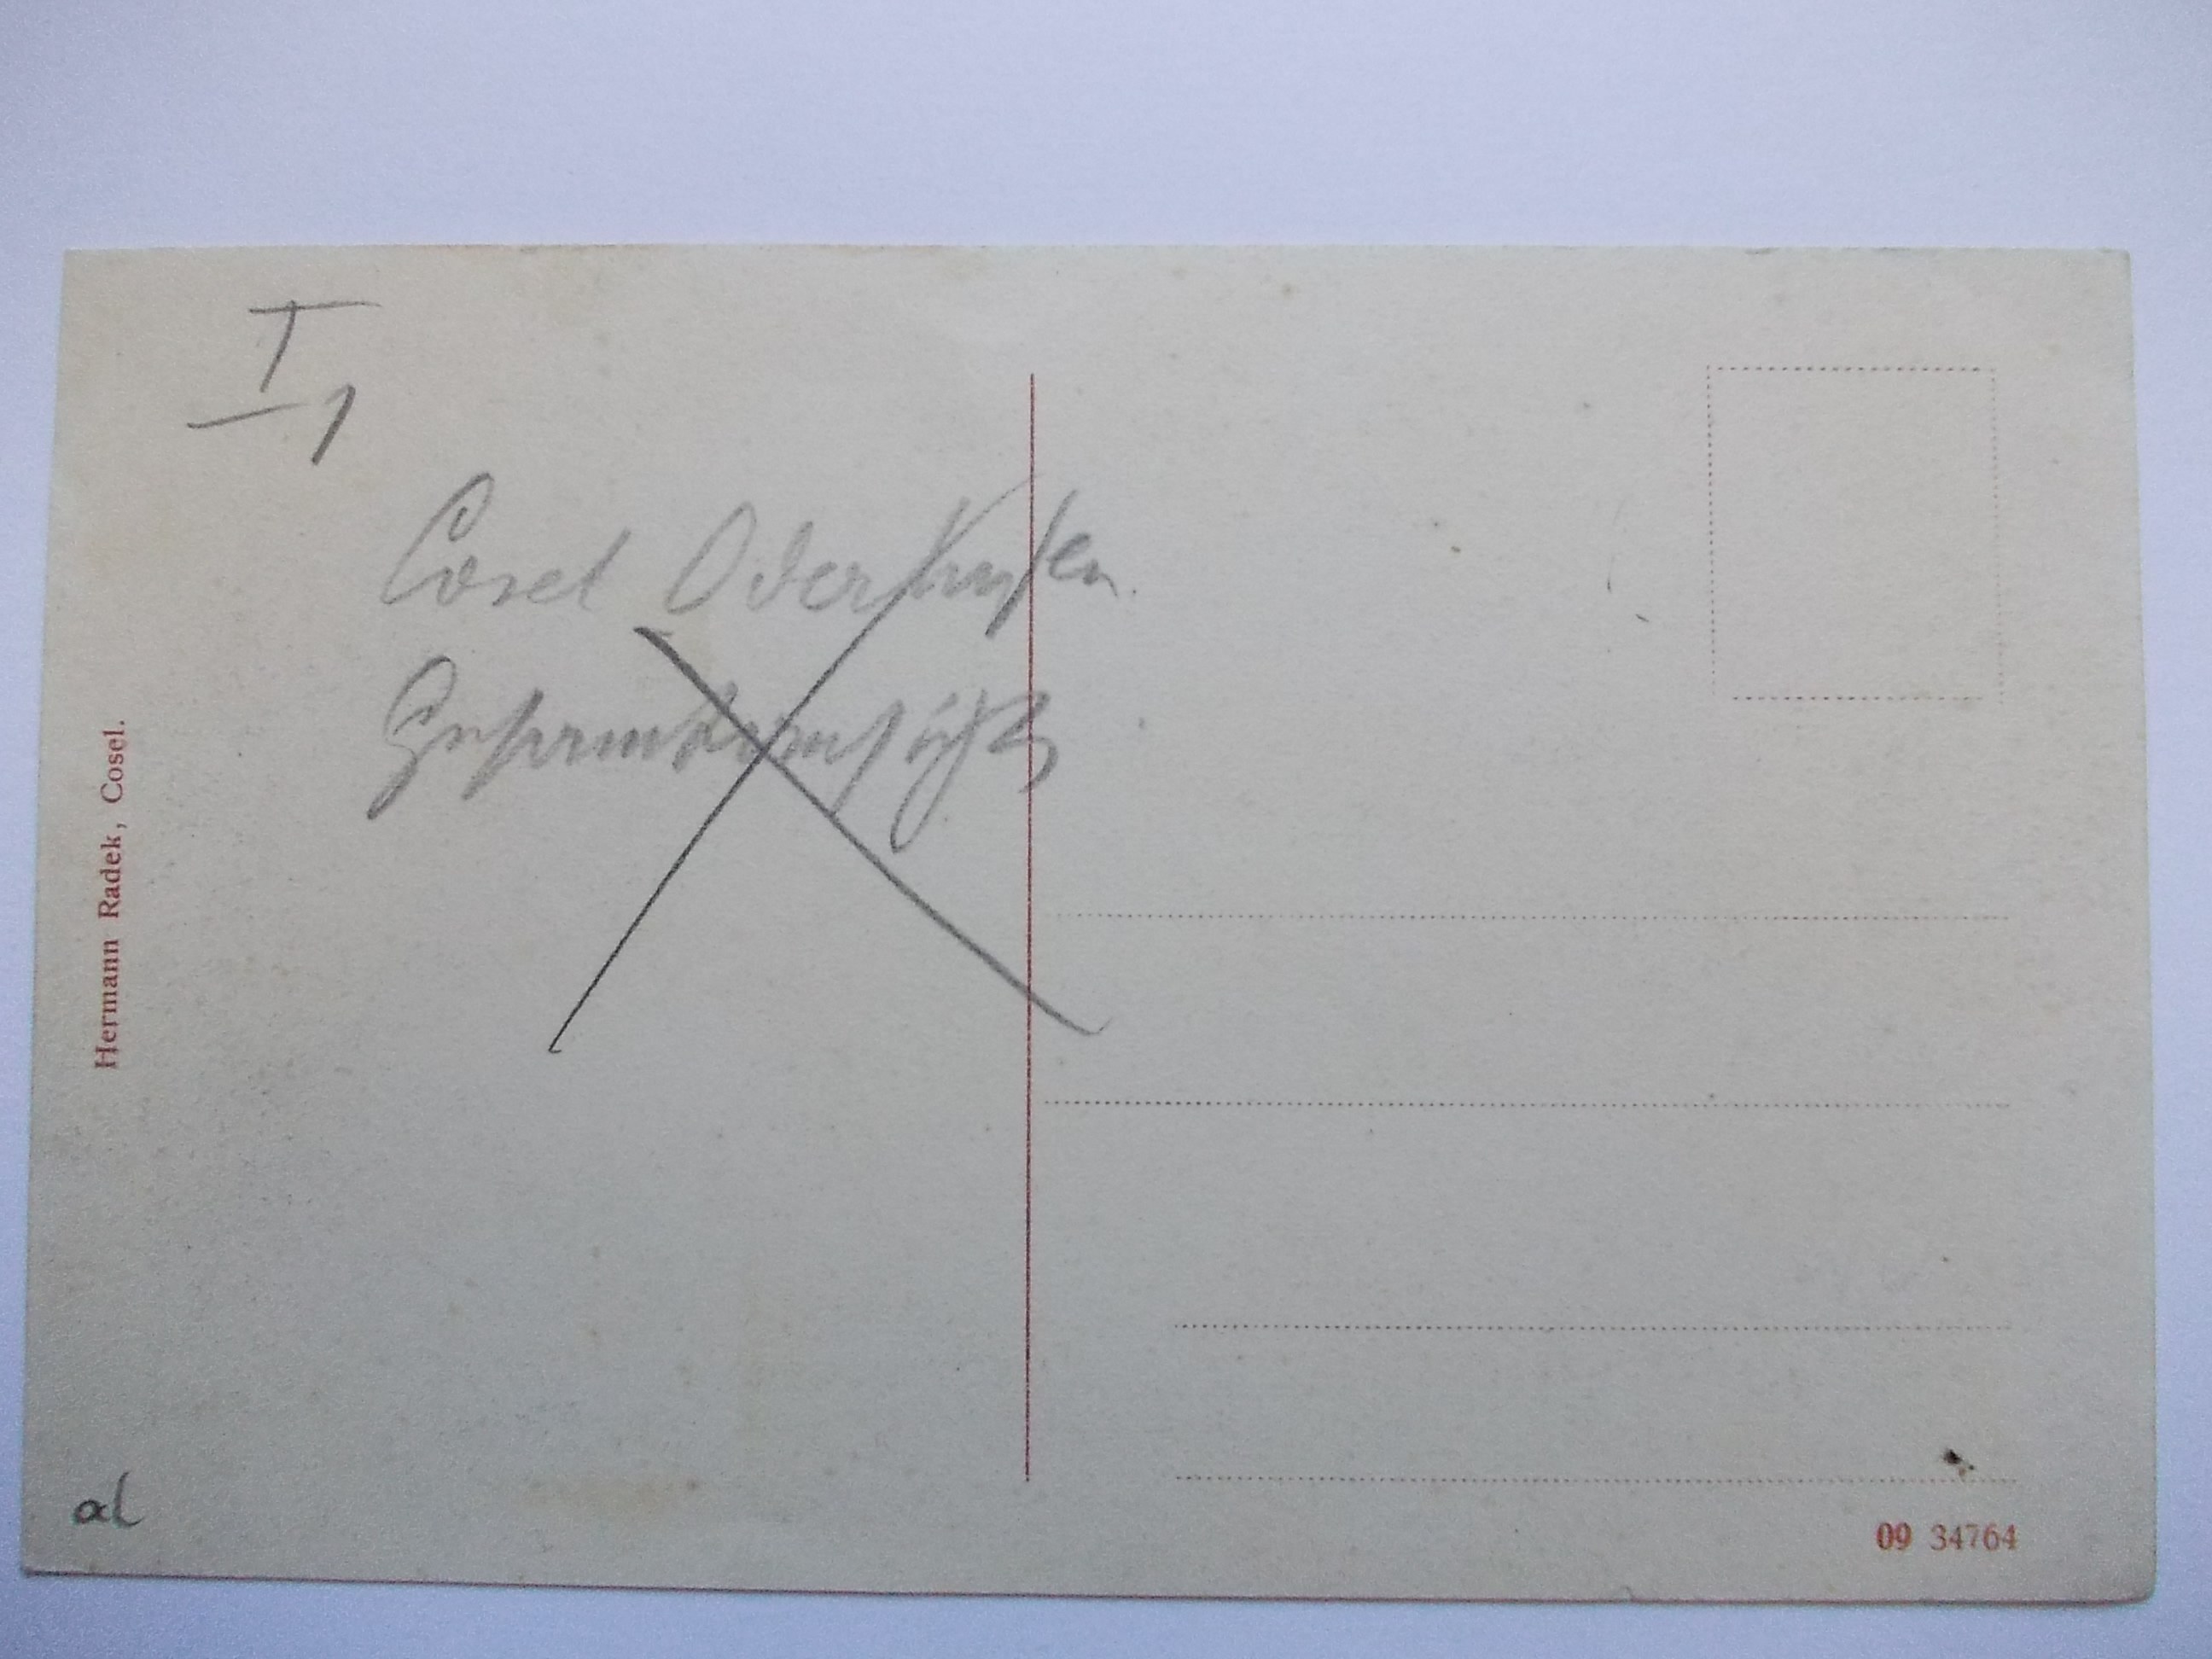 I
1
Cosel Oderhafen.
Hermann Radek, Cosel.
al
09 34764